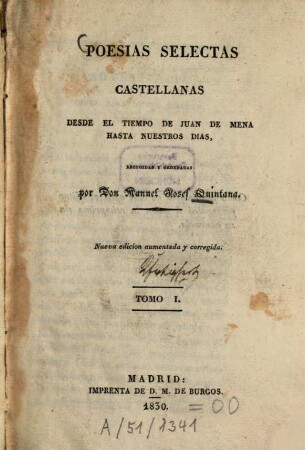 POESIAS SELECTAS
CASTELLANAS
DESDE EL TIEMPO DE JUAN DE MENA
HASTA NUESTROS DIAS,
RECOGIDAS Y ORDENADAS
por Don Manuel Josef Quintana.
Nueva edicion aumentada y corregida.
TOMO I.
MADRID:
IMPRENTA DE D. M. DE BURGOS.
1830.
= 00
A/51/1341